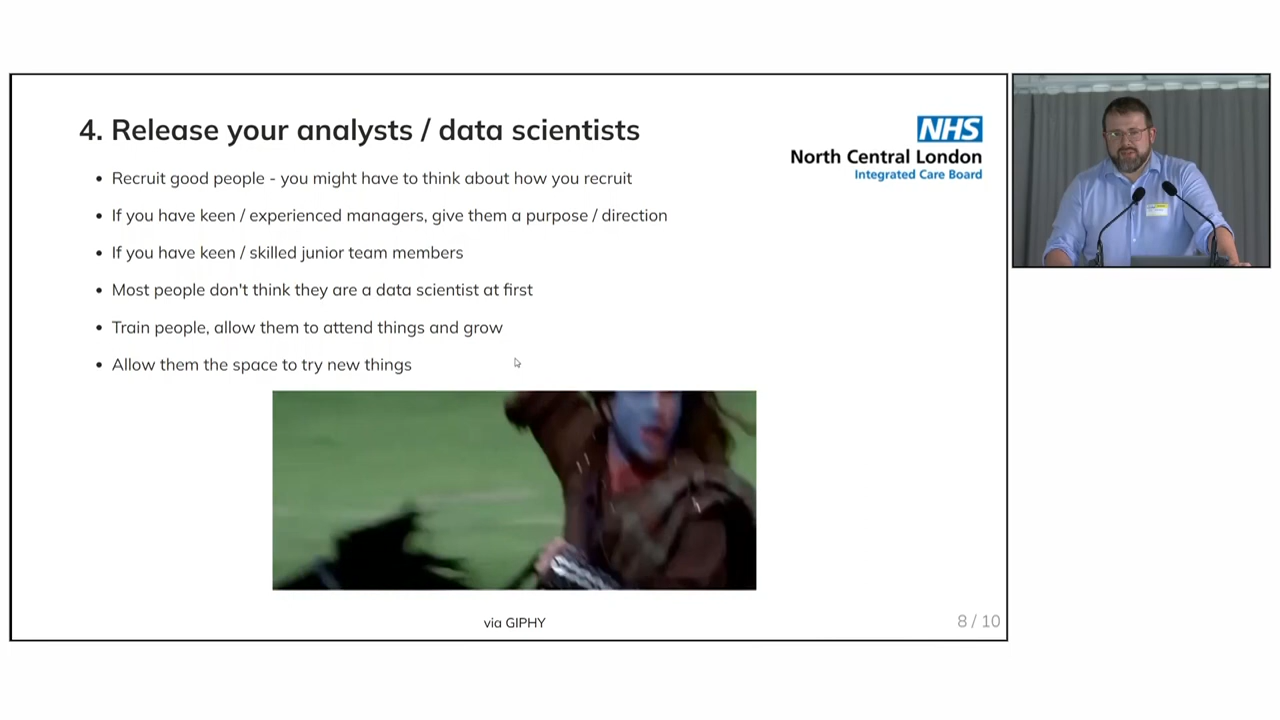 4. Release your analysts / data scientists
NHS
North Central London
Integrated Care Board
Recruit good people - you might have to think about how you recruit
If you have keen / experienced managers, give them a purpose / direction
If you have keen / skilled junior team members
Most people don't think they are a data scientist at first
Train people, allow them to attend things and grow
Allow them the space to try new things
via GIPHY
8 / 10